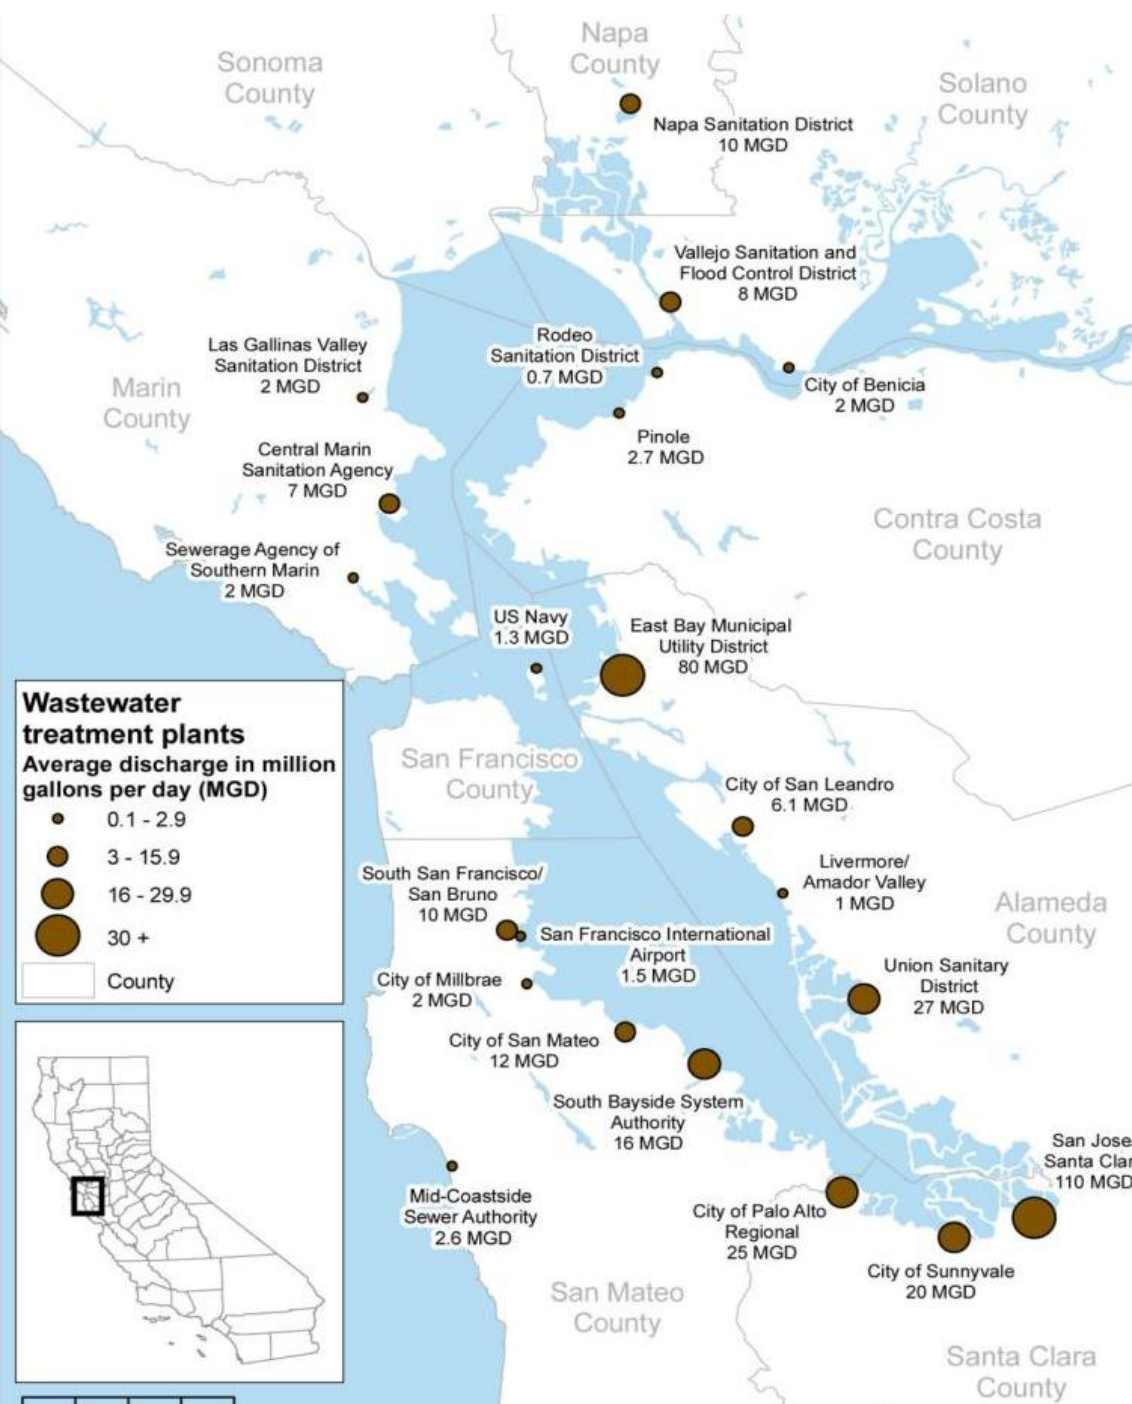 Napa
County
Sonoma
County
Solano
County
Napa Sanitation District
10 MGD
Vallejo Sanitation and
Flood Control District
8 MGD
Rodeo
Sanitation District
0.7 MGD
Las Gallinas Valley
Sanitation District
2 MGD
Marin
County
City of Benicia
2 MGD
Pinole
2.7 MGD
Central Marin
Sanitation Agency
7 MGD
Contra Costa
County
Sewerage Agency of
Southern Marin
2 MGD
US Navy
1.3 MGD
East Bay Municipal
Utility District
80 MGD
Wastewater
treatment plants
Average discharge in million
gallons per day (MGD)
0.1 - 2.9
3 - 15.9
16 - 29.9
30 +
County
San Francisco
County
City of San Leandro
6.1 MGD
Livermore/
Amador Valley
1 MGD
South San Francisco/
San Bruno
10 MGD
Alameda
County
San Francisco International
Airport
1.5 MGD
Union Sanitary
District
27 MGD
City of Millbrae
2 MGD
City of San Mateo
12 MGD
South Bayside System
Authority
16 MGD
San Jose
Santa Clar
110 MGD
Mid-Coastside
Sewer Authority
2.6 MGD
City of Palo Alto
Regional
25 MGD
City of Sunnyvale
20 MGD
San Mateo
County
Santa Clara
County